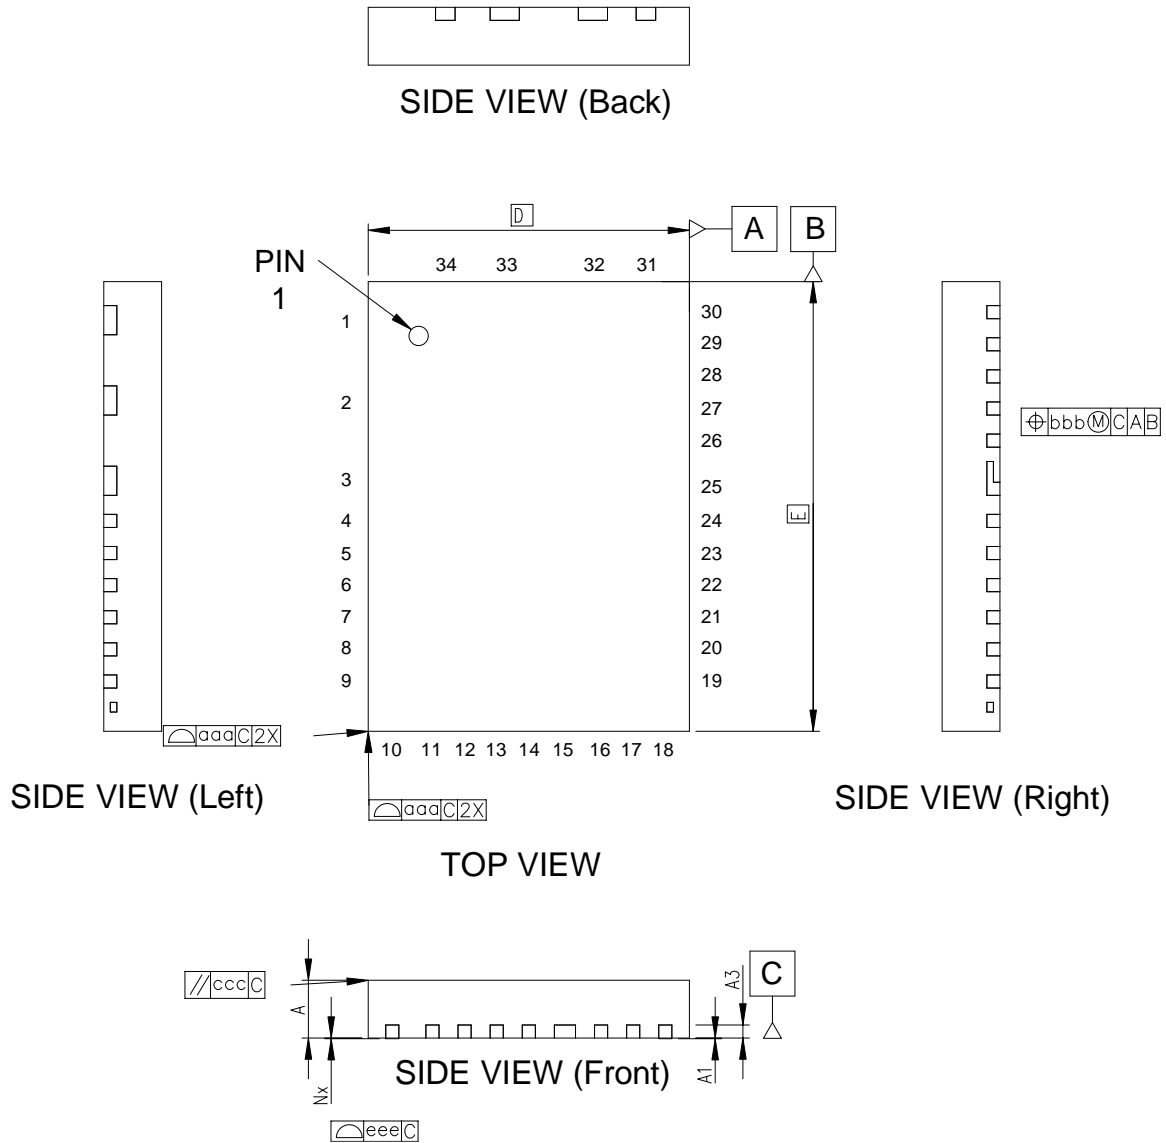 SIDE VIEW (Back)
D
A
B
PIN
1
34 33 32 31
1
2
3
4
5
6
7
8
9
30
29
28
27
26
25
24
23
22
21
20
19
⌖ bbb Ⓜ C A B
E
⌓ aaa C 2X
10 11 12 13 14 15 16 17 18
SIDE VIEW (Left)
⌓ aaa C 2X
SIDE VIEW (Right)
TOP VIEW
// ccc C
A
A3
C
SIDE VIEW (Front)
Nx
A1
⌓ eee C